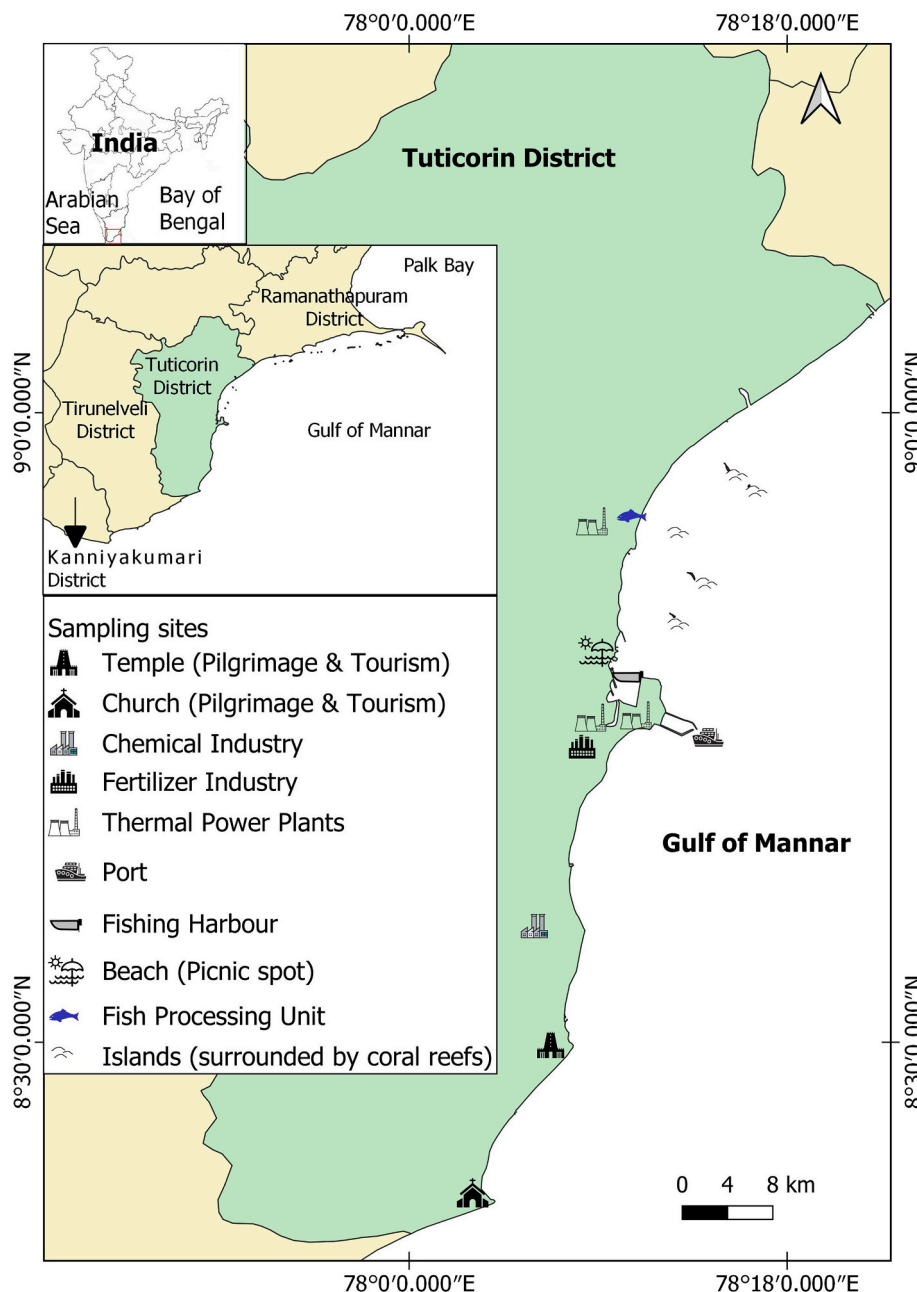 78°0'0.000"E
78°18'0.000"E
India
Arabian
Sea
Bay of
Bengal
Tuticorin District
Palk Bay
Ramanathapuram
District
Tuticorin
District
Tirunelveli
District
Gulf of Mannar
Kanniyakumari
District
9°0'0.000"N
9°0'0.000"N
Sampling sites
Temple (Pilgrimage & Tourism)
Church (Pilgrimage & Tourism)
Chemical Industry
Fertilizer Industry
Thermal Power Plants
Port
Fishing Harbour
Beach (Picnic spot)
Fish Processing Unit
Islands (surrounded by coral reefs)
Gulf of Mannar
8°30'0.000"N
8°30'0.000"N
0 4 8 km
78°0'0.000"E
78°18'0.000"E